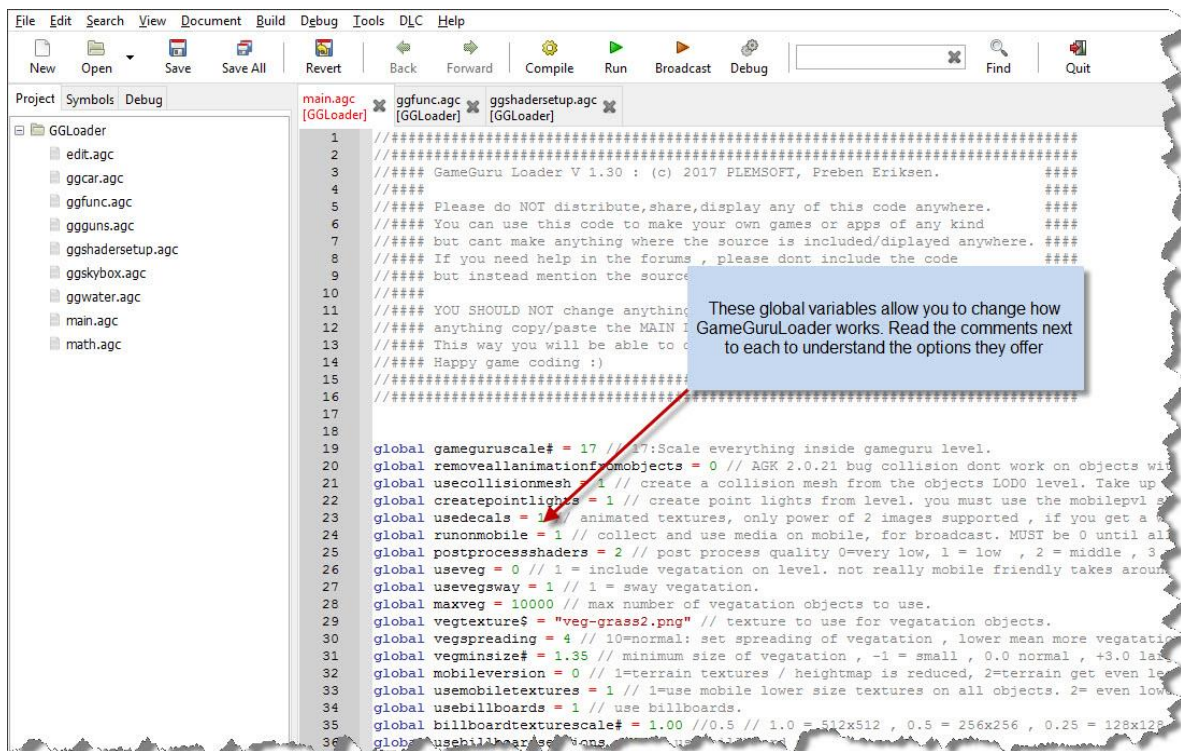 File Edit Search View Document Build Debug Tools DLC Help
New Open Save Save All Revert Back Forward Compile Run Broadcast Debug Find Quit
Project Symbols Debug
main.agc [GGLoader]
ggfunc.agc [GGLoader]
ggshadersetup.agc [GGLoader]
GGLoader
edit.agc
ggcar.agc
ggfunc.agc
ggguns.agc
ggshadersetup.agc
ggskybox.agc
ggwater.agc
main.agc
math.agc
1 //################################################################################
2 //################################################################################
3 //#### GameGuru Loader V 1.30 : (c) 2017 PLEMSOFT, Preben Eriksen. ####
4 //#### ####
5 //#### Please do NOT distribute,share,display any of this code anywhere. ####
6 //#### You can use this code to make your own games or apps of any kind ####
7 //#### but cant make anything where the source is included/diplayed anywhere. ####
8 //#### If you need help in the forums , please dont include the code ####
9 //#### but instead mention the source
10 //####
11 //#### YOU SHOULD NOT change anything
12 //#### anything copy/paste the MAIN
13 //#### This way you will be able to
14 //#### Happy game coding :)
15 //################################################################################
16 //################################################################################
17
18
19 global gameguruscale# = 17 // 17:Scale everything inside gameguru level.
20 global removeallanimationfromobjects = 0 // AGK 2.0.21 bug collision dont work on objects
21 global usecollisionmesh = 1 // create a collision mesh from the objects LOD0 level. Take up
22 global createpointlights = 1 // create point lights from level. you must use the mobilepv1
23 global usedecals = 1 // animated textures, only power of 2 images supported , if you get a
24 global runonmobile = 1 // collect and use media on mobile, for broadcast. MUST be 0 until
25 global postprocessshaders = 2 // post process quality 0=very low, 1 = low , 2 = middle , 3
26 global useveg = 0 // 1 = include vegatation on level. not really mobile friendly takes
27 global usevegsway = 1 // 1 = sway vegatation.
28 global maxveg = 10000 // max number of vegatation objects to use.
29 global vegtexture$ = "veg-grass2.png" // texture to use for vegatation objects.
30 global vegspreading = 4 // 10=normal: set spreading of vegatation , lower mean more
31 global vegminsize# = 1.35 // minimum size of vegatation , -1 = small , 0.0 normal , +3.0
32 global mobileversion = 0 // 1=terrain textures / heightmap is reduced, 2=terrain get even
33 global usemobiletextures = 1 // 1=use mobile lower size textures on all objects. 2= even
34 global usebillboards = 1 // use billboards.
35 global billboardtexturescale# = 1.00 //0.5 // 1.0 = 512x512 , 0.5 = 256x256 , 0.25 = 128x128
36 global
These global variables allow you to change how
GameGuruLoader works. Read the comments next
to each to understand the options they offer